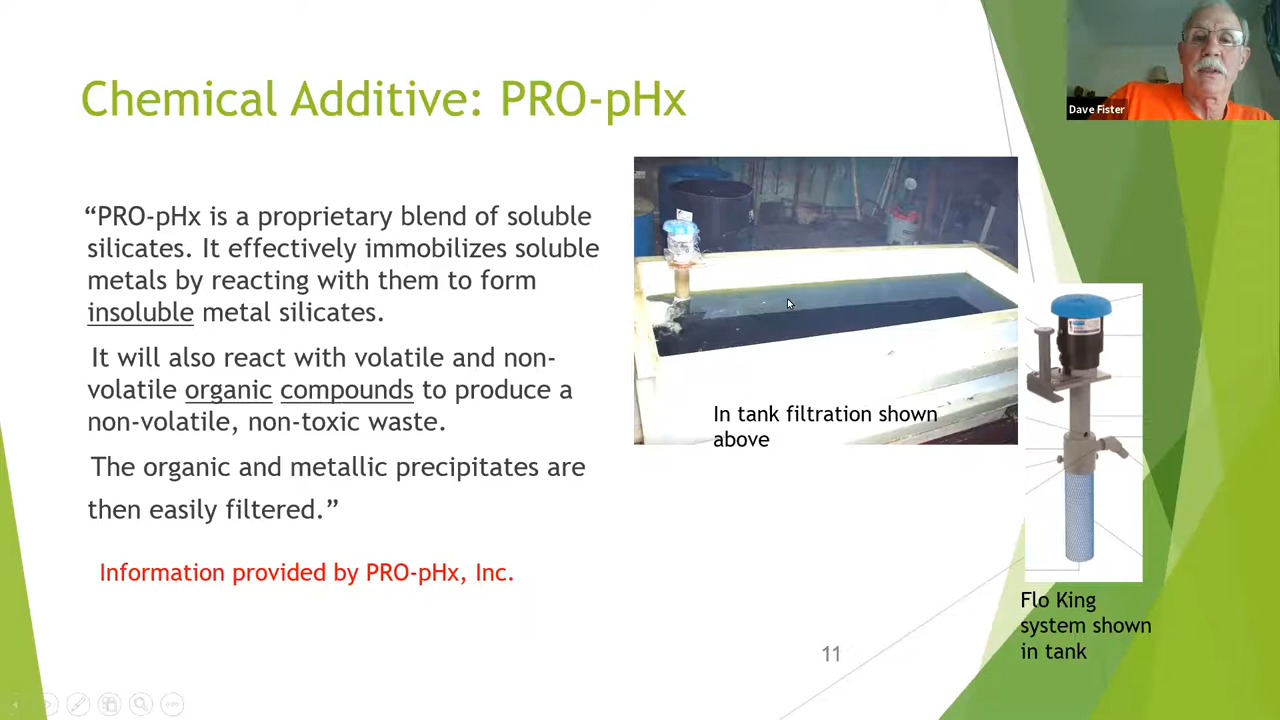 Chemical Additive: PRO-pHx
Dave Fister
“PRO-pHx is a proprietary blend of soluble
silicates. It effectively immobilizes soluble
metals by reacting with them to form
insoluble metal silicates.
It will also react with volatile and non-
volatile organic compounds to produce a
non-volatile, non-toxic waste.
The organic and metallic precipitates are
then easily filtered.”
Information provided by PRO-pHx, Inc.
In tank filtration shown
above
Flo King
system shown
in tank
11